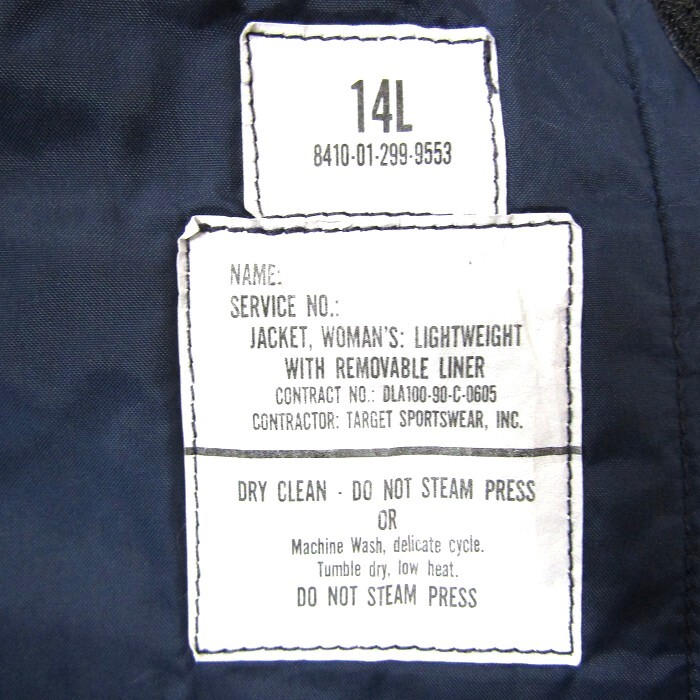 14L
8410-01-299-9553
NAME:
SERVICE NO.:
JACKET, WOMAN'S: LIGHTWEIGHT
WITH REMOVABLE LINER
CONTRACT NO.: DLA100-90-C-0605
CONTRACTOR: TARGET SPORTSWEAR, INC.
DRY CLEAN - DO NOT STEAM PRESS
OR
Machine Wash, delicate cycle.
Tumble dry, low heat.
DO NOT STEAM PRESS